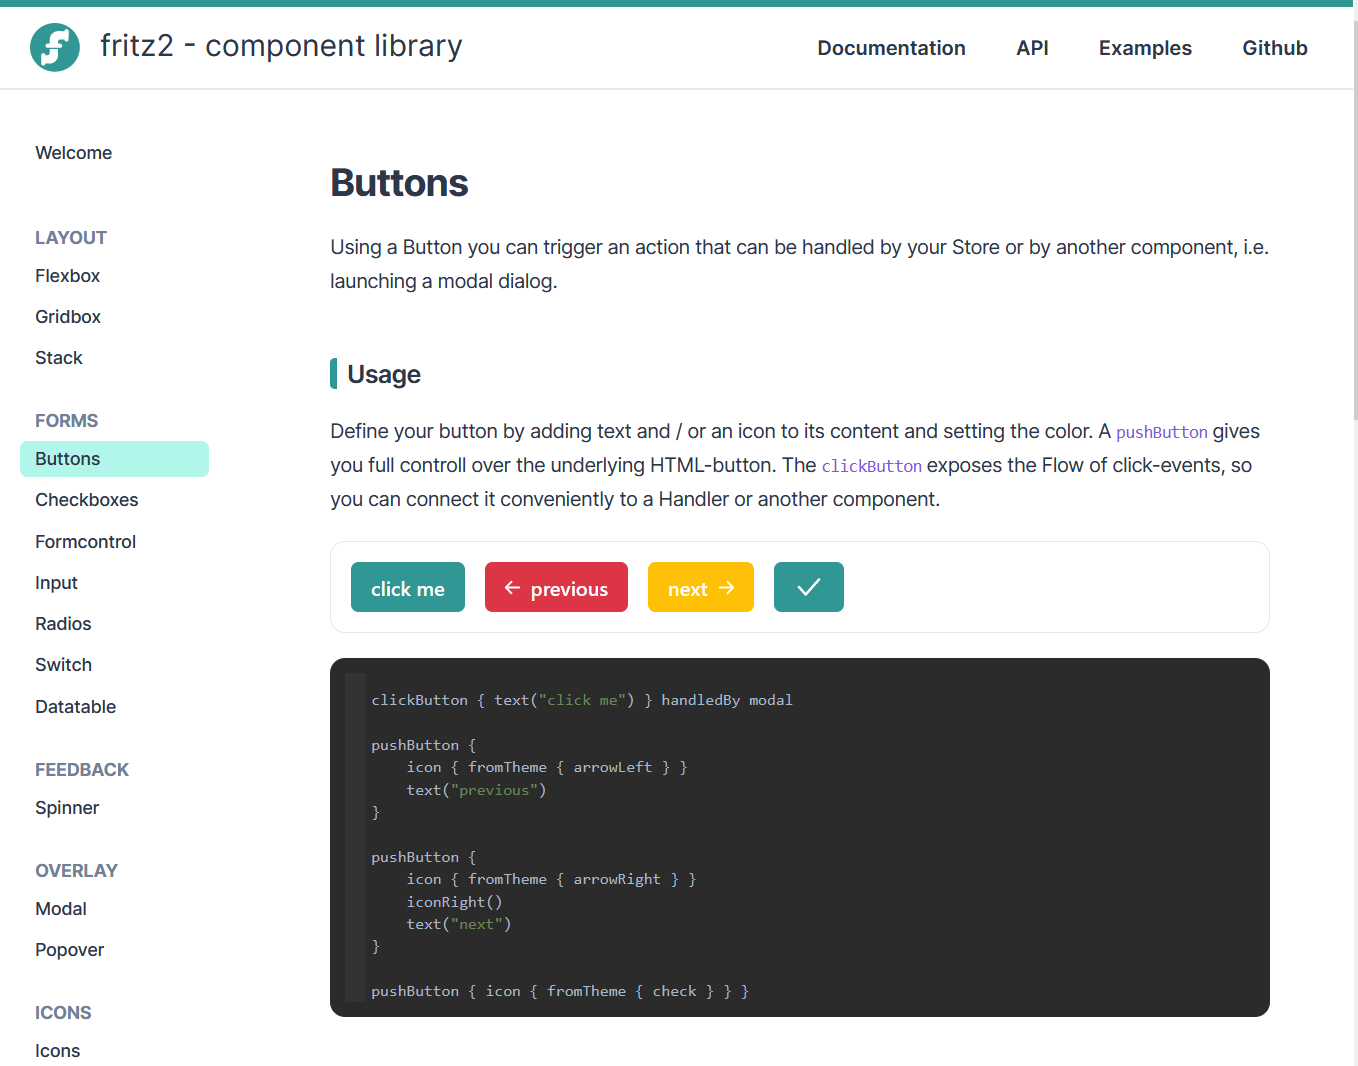 fritz2 - component library
Documentation
API
Examples
Github
Welcome
LAYOUT
Flexbox
Gridbox
Stack
FORMS
Buttons
Checkboxes
Formcontrol
Input
Radios
Switch
Datatable
FEEDBACK
Spinner
OVERLAY
Modal
Popover
ICONS
Icons
Buttons
Using a Button you can trigger an action that can be handled by your Store or by another component, i.e.
launching a modal dialog.
Usage
Define your button by adding text and / or an icon to its content and setting the color. A pushButton gives
you full controll over the underlying HTML-button. The clickButton exposes the Flow of click-events, so
you can connect it conveniently to a Handler or another component.
click me
← previous
next →
clickButton { text("click me") } handledBy modal
pushButton {
    icon { fromTheme { arrowLeft } }
    text("previous")
}
pushButton {
    icon { fromTheme { arrowRight } }
    iconRight()
    text("next")
}
pushButton { icon { fromTheme { check } } }